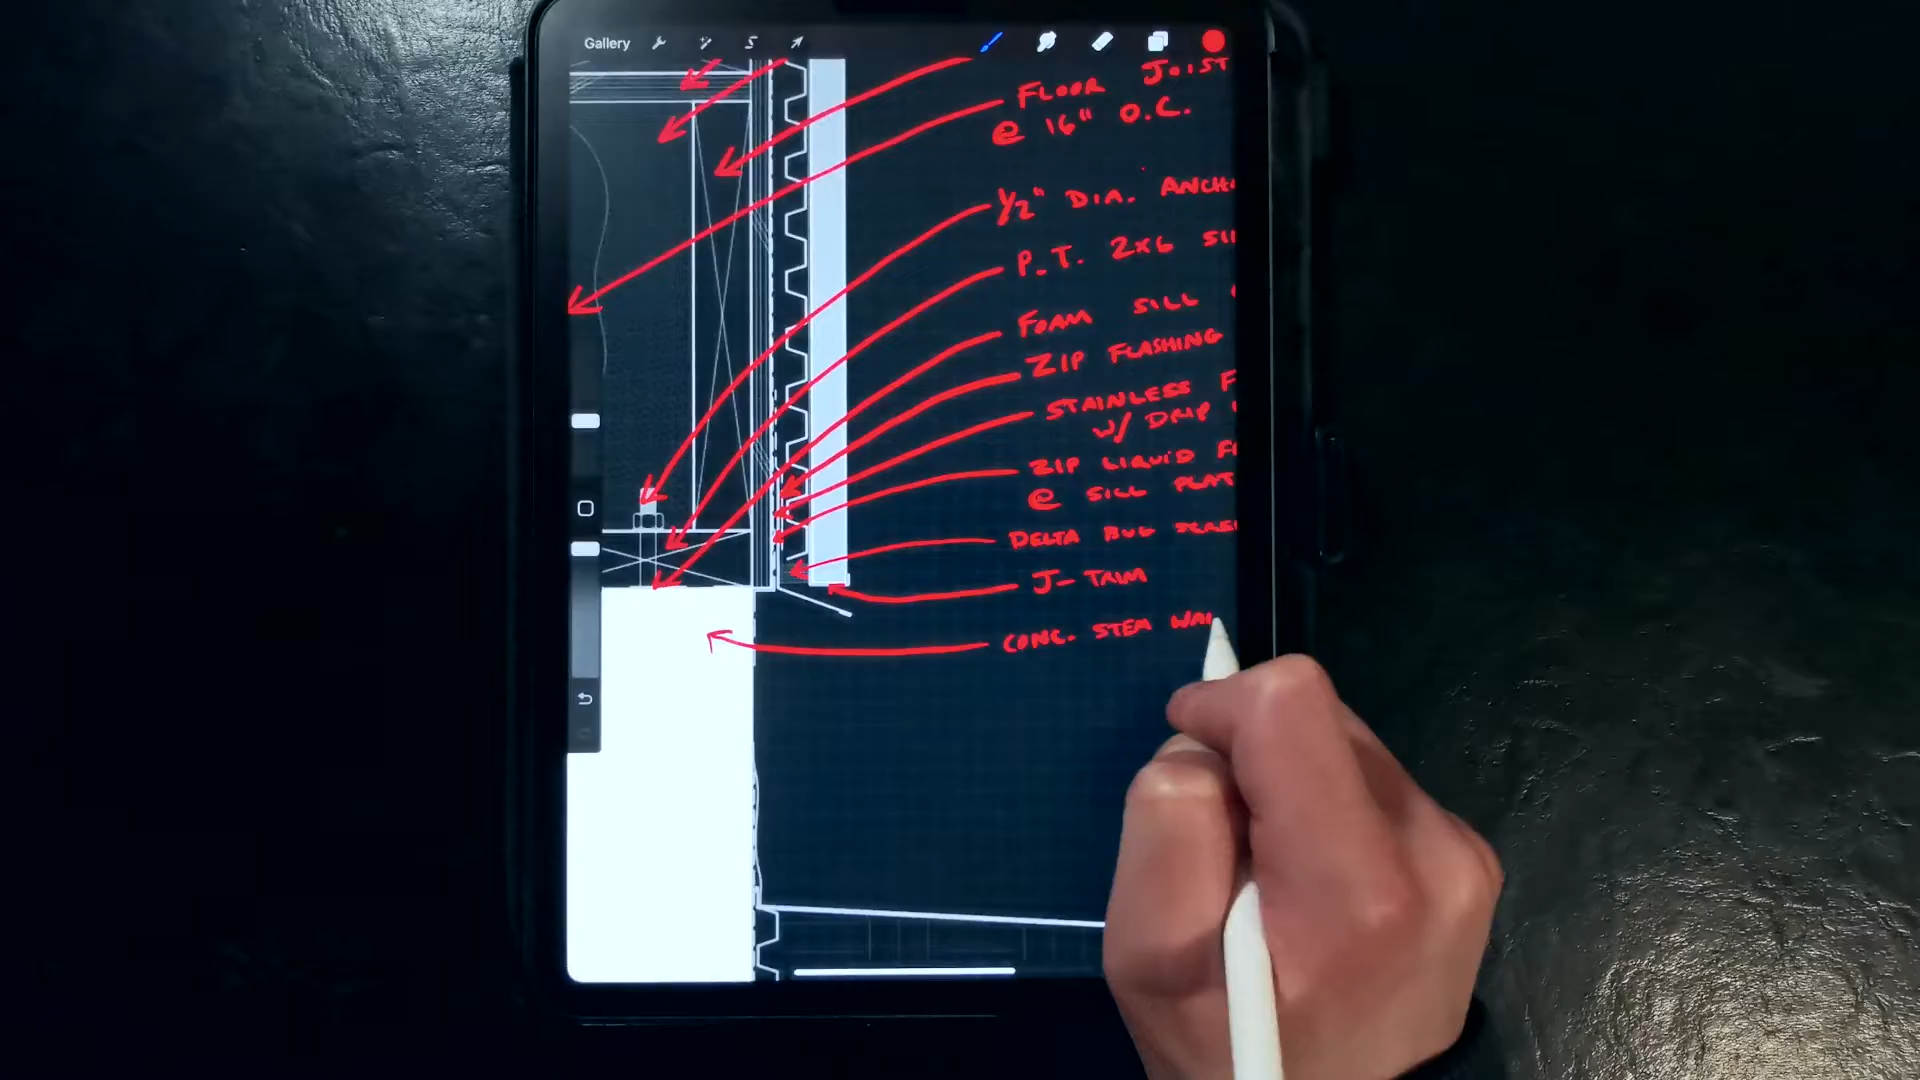 Gallery
FLOOR JOIST
@ 16" O.C.
1/2" DIA.
P.T. 2x6
FOAM SILL
ZIP FLASHING
STAINLESS
W/ DRIP
ZIP LIQUID
@ SILL
DELTA BUG
J-TRIM
CONC. STEM